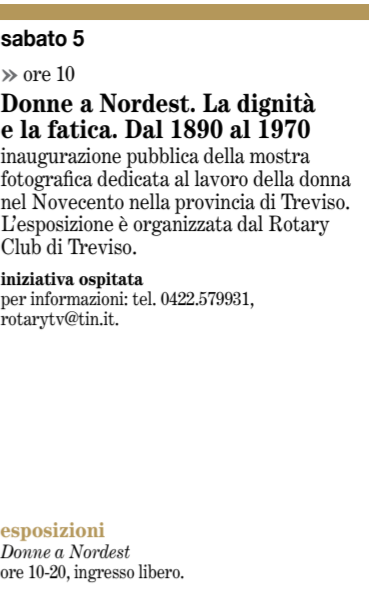 sabato 5
» ore 10
Donne a Nordest. La dignità
e la fatica. Dal 1890 al 1970
inaugurazione pubblica della mostra
fotografica dedicata al lavoro della donna
nel Novecento nella provincia di Treviso.
L'esposizione è organizzata dal Rotary
Club di Treviso.
iniziativa ospitata
per informazioni: tel. 0422.579931,
rotarytv@tin.it.
esposizioni
Donne a Nordest
ore 10-20, ingresso libero.